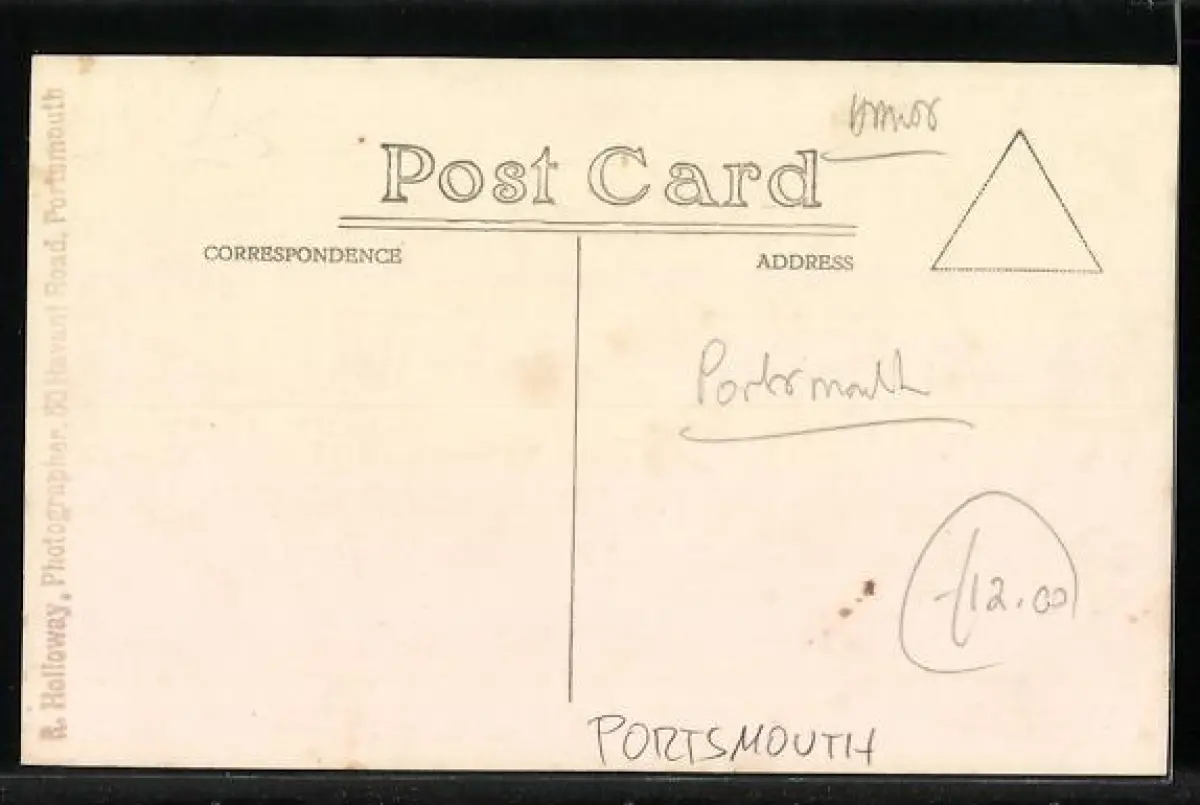 Post Card
CORRESPONDENCE
ADDRESS
Portsmouth
£12.00
PORTSMOUTH
R. Holloway, Photographer, 50 Havant Road, Portsmouth